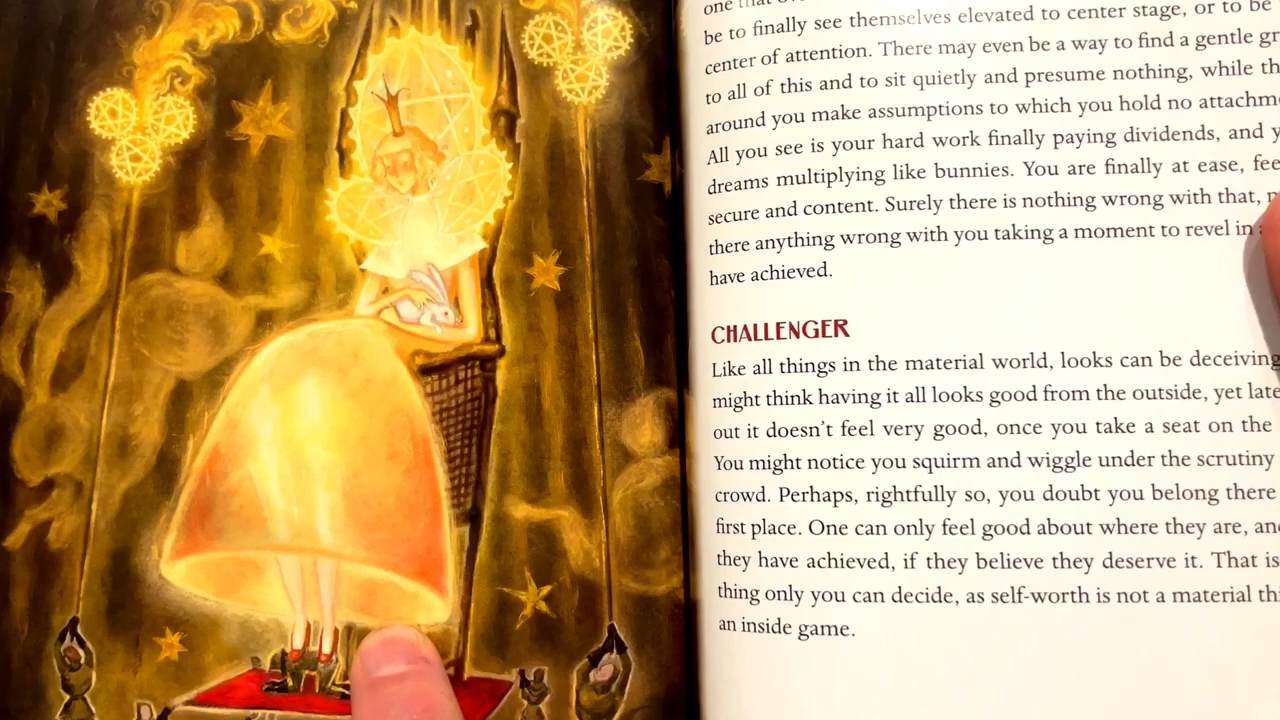 be to finally see themselves elevated to center stage, or to be
center of attention. There may even be a way to find a gentle
to all of this and to sit quietly and presume nothing, while
around you make assumptions to which you hold no
All you see is your hard work finally paying dividends, and
dreams multiplying like bunnies. You are finally at ease,
secure and content. Surely there is nothing wrong with that,
there anything wrong with you taking a moment to revel in
have achieved.
CHALLENGER
Like all things in the material world, looks can be deceiving
might think having it all looks good from the outside, yet
out it doesn't feel very good, once you take a seat on the
You might notice you squirm and wiggle under the scrutiny
crowd. Perhaps, rightfully so, you doubt you belong there
first place. One can only feel good about where they are,
they have achieved, if they believe they deserve it. That is
thing only you can decide, as self-worth is not a material
an inside game.